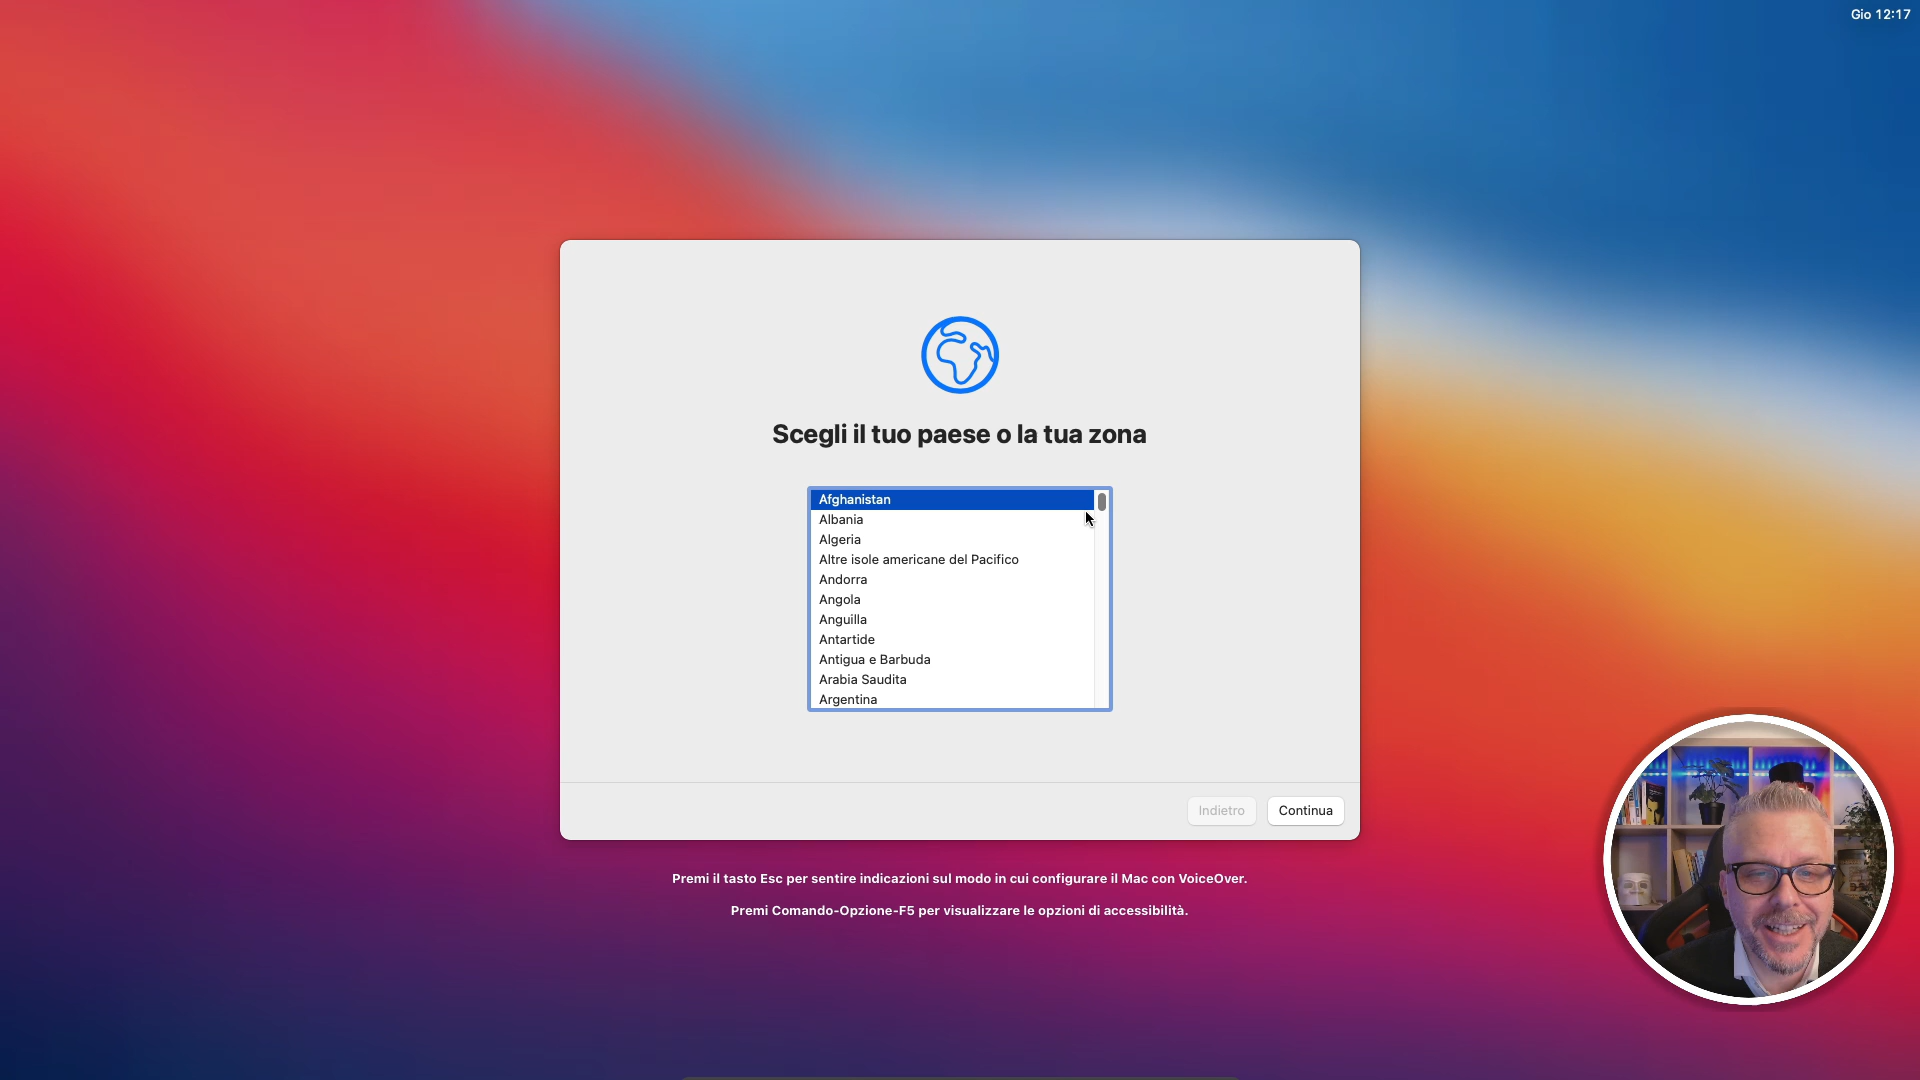 Gio 12:17
Scegli il tuo paese o la tua zona
Afghanistan
Albania
Algeria
Altre isole americane del Pacifico
Andorra
Angola
Anguilla
Antartide
Antigua e Barbuda
Arabia Saudita
Argentina
Indietro
Continua
Premi il tasto Esc per sentire indicazioni sul modo in cui configurare il Mac con VoiceOver.
Premi Comando-Opzione-F5 per visualizzare le opzioni di accessibilità.